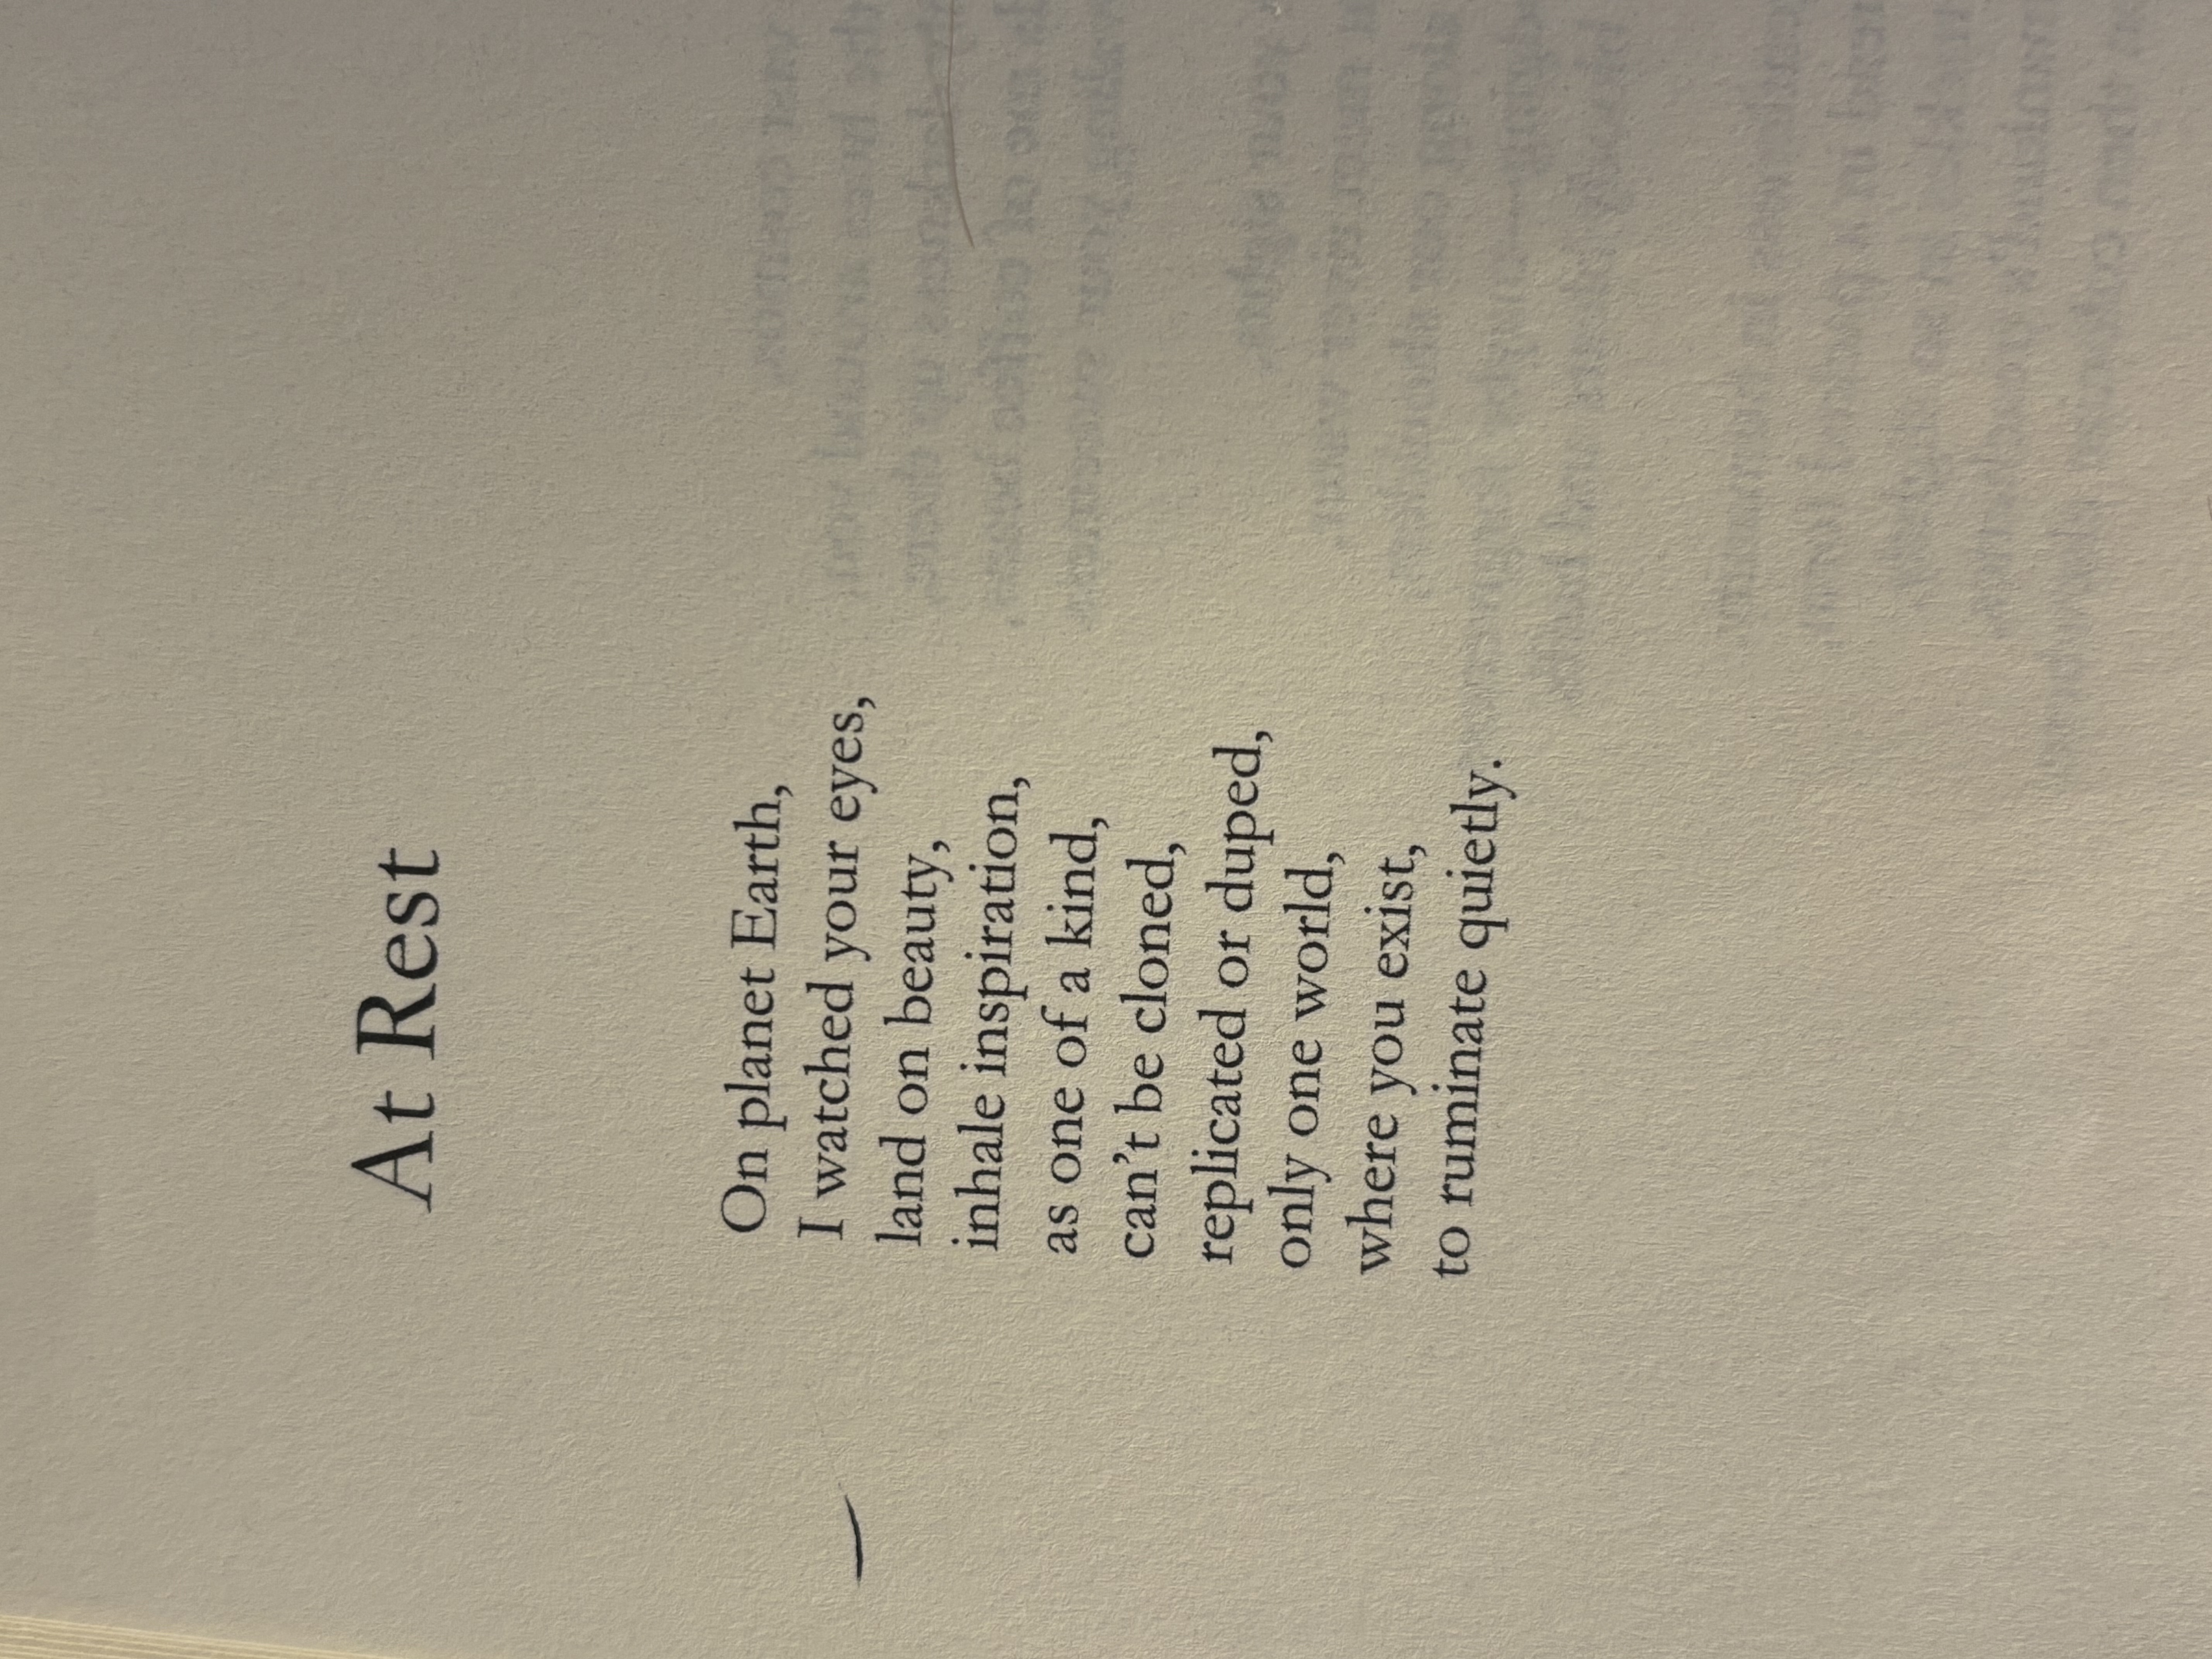 At Rest
On planet Earth,
I watched your eyes,
land on beauty,
inhale inspiration,
as one of a kind,
can’t be cloned,
replicated or duped,
only one world,
where you exist,
to ruminate quietly.